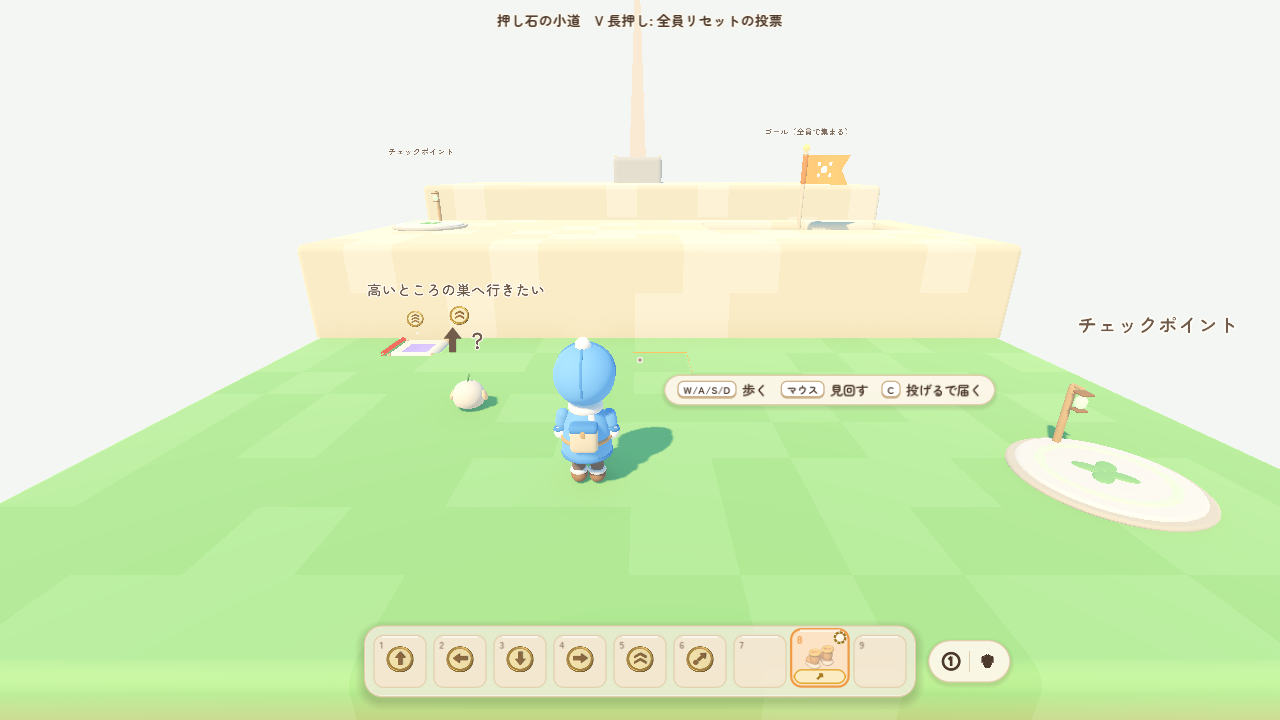 押し石の小道　V 長押し: 全員リセットの投票
ゴール（全員で集まる）
チェックポイント
高いところの巣へ行きたい
?
チェックポイント
W/A/S/D 歩く マウス 見回す C 投げるで届く
1 2 3 4 5 6 7 8 9
1